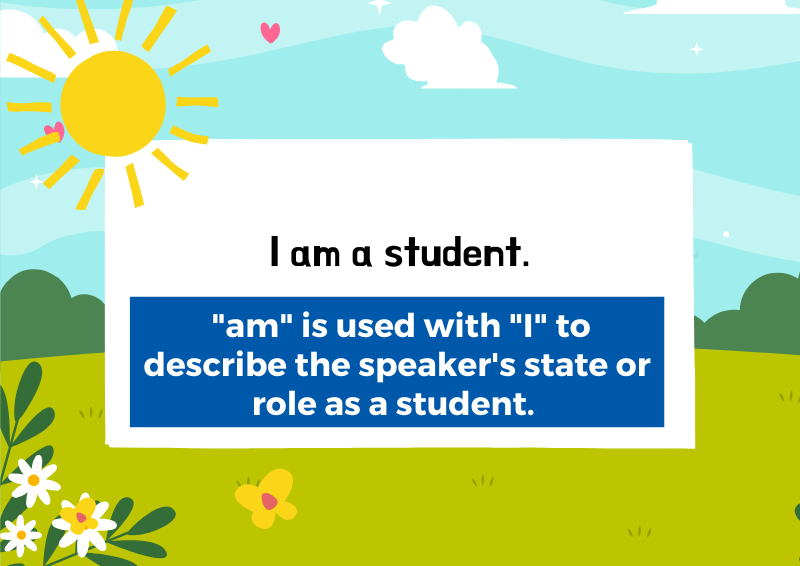 I am a student.
"am" is used with "I" to
describe the speaker's state or
role as a student.